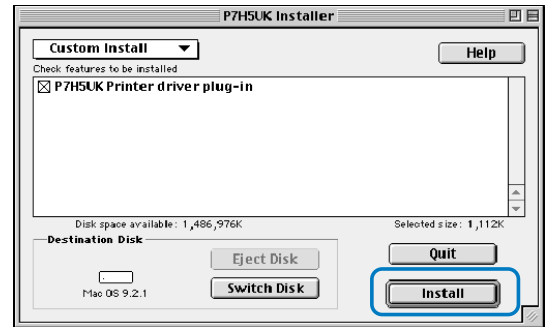 P7H5UK Installer
Custom Install
Help
Check features to be installed
P7H5UK Printer driver plug-in
Disk space available: 1,486,976K
Selected size: 1,112K
Destination Disk
Eject Disk
Quit
Mac OS 9.2.1
Switch Disk
Install